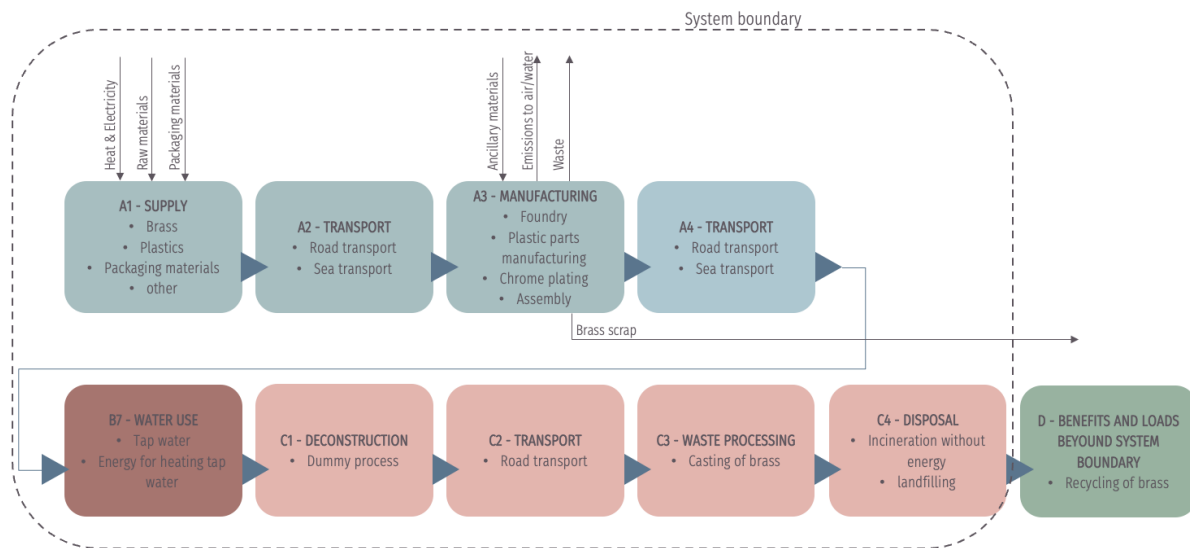 System boundary
Heat & Electricity
Raw materials
Packaging materials
Ancillary materials
Emissions to air/water
Waste
A1 - SUPPLY
• Brass
• Plastics
• Packaging materials
• other
A2 - TRANSPORT
• Road transport
• Sea transport
A3 - MANUFACTURING
• Foundry
• Plastic parts
manufacturing
• Chrome plating
• Assembly
A4 - TRANSPORT
• Road transport
• Sea transport
Brass scrap
B7 - WATER USE
• Tap water
• Energy for heating tap
water
C1 - DECONSTRUCTION
• Dummy process
C2 - TRANSPORT
• Road transport
C3 - WASTE PROCESSING
• Casting of brass
C4 - DISPOSAL
• Incineration without
energy
• landfilling
D - BENEFITS AND LOADS
BEYOUND SYSTEM
BOUNDARY
• Recycling of brass